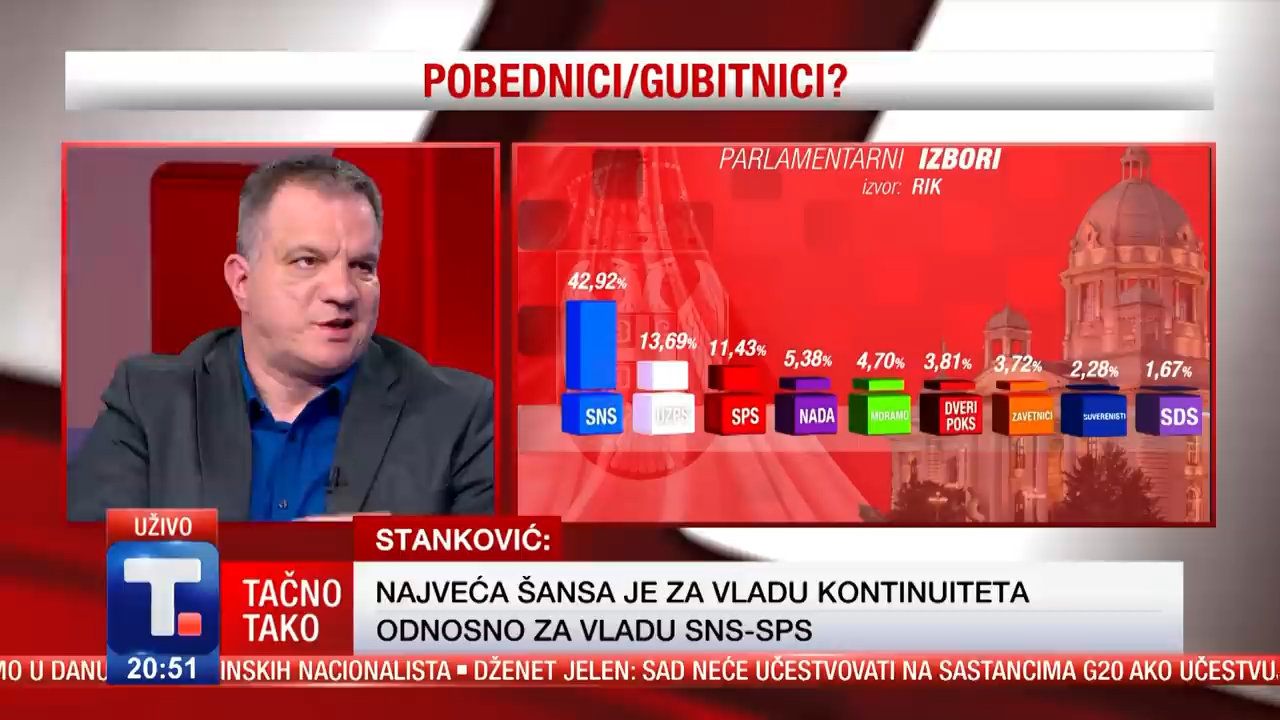 POBEDNICI/GUBITNICI?
PARLAMENTARNI IZBORI
izvor: RIK
42,92%
13,69%
11,43%
5,38%
4,70%
3,81%
3,72%
2,28%
1,67%
SNS
UZPS
SPS
NADA
MORAMO
DVERI
POKS
ZAVETNICI
SUVERENISTI
SDS
UŽIVO
T.
TAČNO
TAKO
20:51
STANKOVIĆ:
NAJVEĆA ŠANSA JE ZA VLADU KONTINUITETA
ODNOSNO ZA VLADU SNS-SPS
MO U DANU INSKIH NACIONALISTA ▪ DŽENET JELEN: SAD NEĆE UČESTVOVATI NA SASTANCIMA G20 AKO UČESTVU